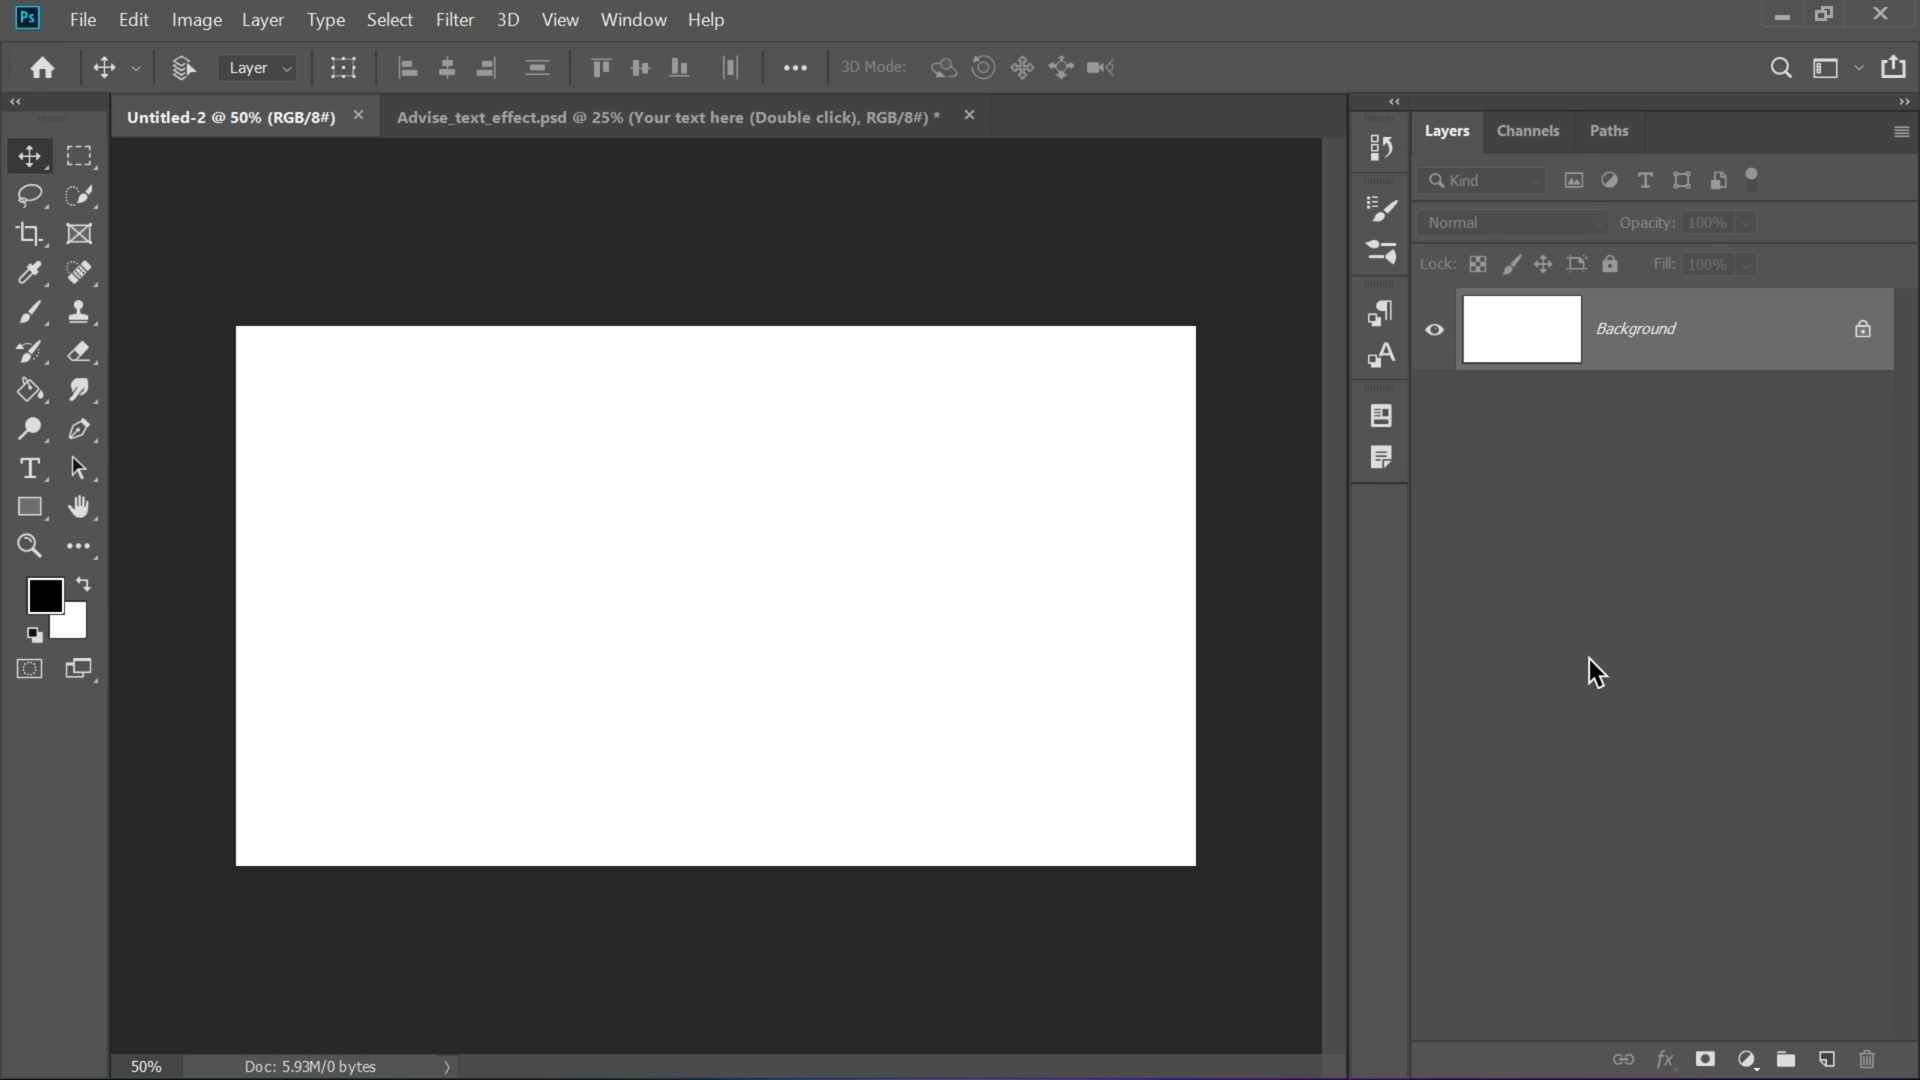 Ps File Edit Image Layer Type Select Filter 3D View Window Help
Layer 3D Mode:
Untitled-2 @ 50% (RGB/8#) Advise_text_effect.psd @ 25% (Your text here (Double click), RGB/8#) *
Layers Channels Paths
Kind
Normal Opacity: 100%
Lock: Fill: 100%
Background
50% Doc: 5.93M/0 bytes
fx